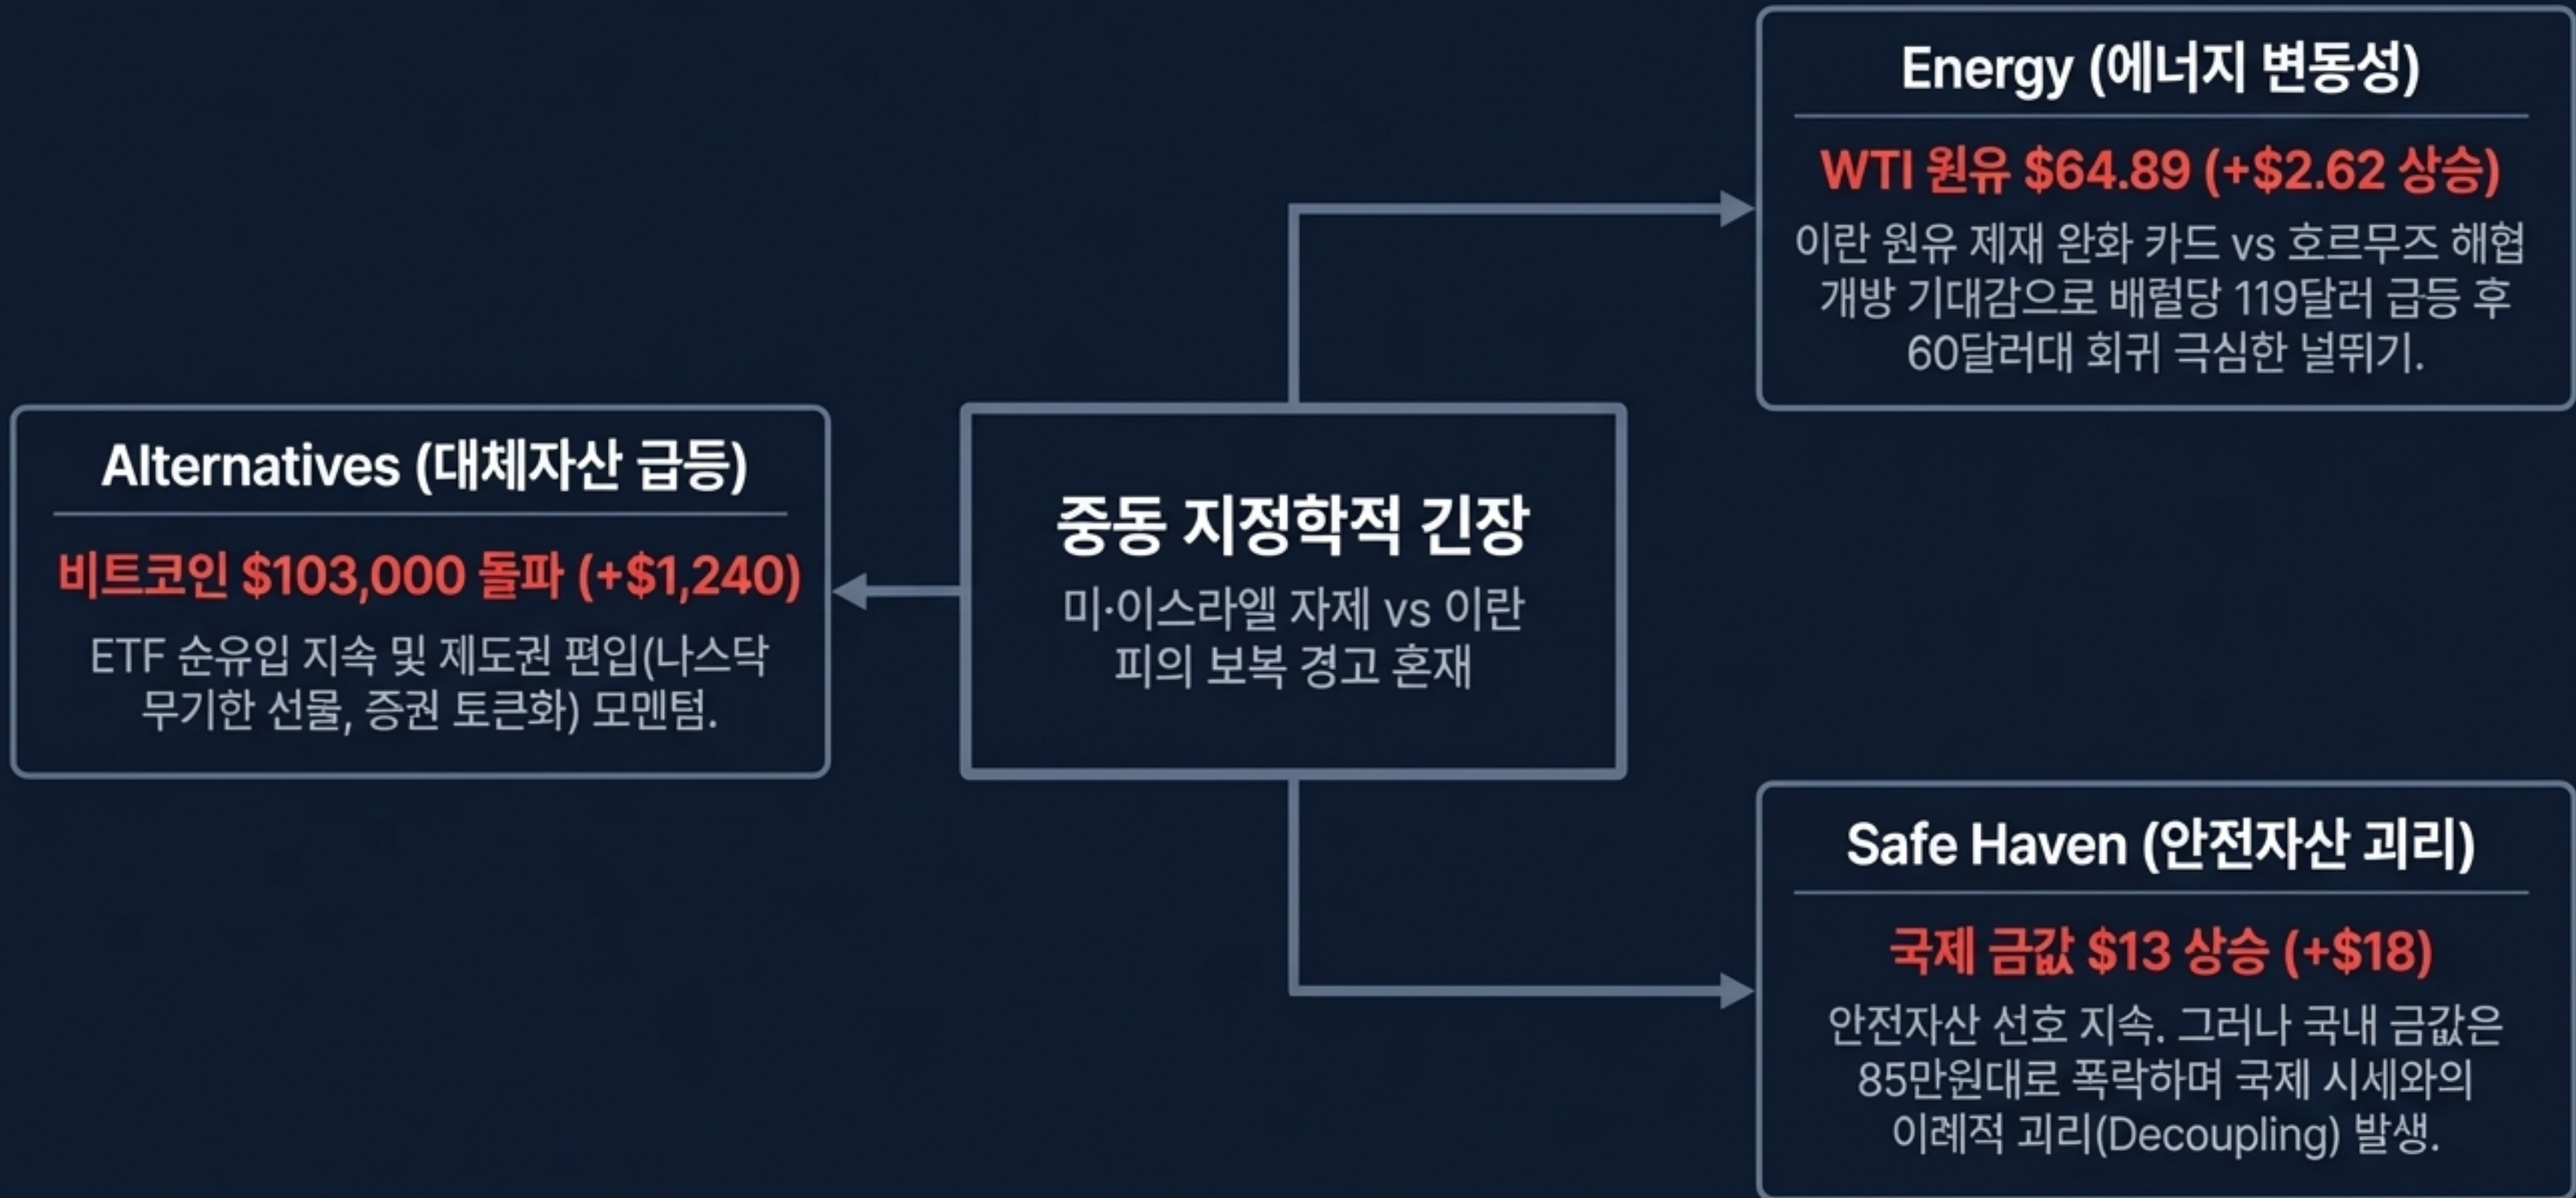 Energy (에너지 변동성)
WTI 원유 $64.89 (+$2.62 상승)
이란 원유 제재 완화 카드 vs 호르무즈 해협
개방 기대감으로 배럴당 119달러 급등 후
60달러대 회귀 극심한 널뛰기.
Alternatives (대체자산 급등)
비트코인 $103,000 돌파 (+$1,240)
ETF 순유입 지속 및 제도권 편입(나스닥
무기한 선물, 증권 토큰화) 모멘텀.
중동 지정학적 긴장
미·이스라엘 자제 vs 이란
피의 보복 경고 혼재
Safe Haven (안전자산 괴리)
국제 금값 $13 상승 (+$18)
안전자산 선호 지속. 그러나 국내 금값은
85만원대로 폭락하며 국제 시세와의
이례적 괴리(Decoupling) 발생.